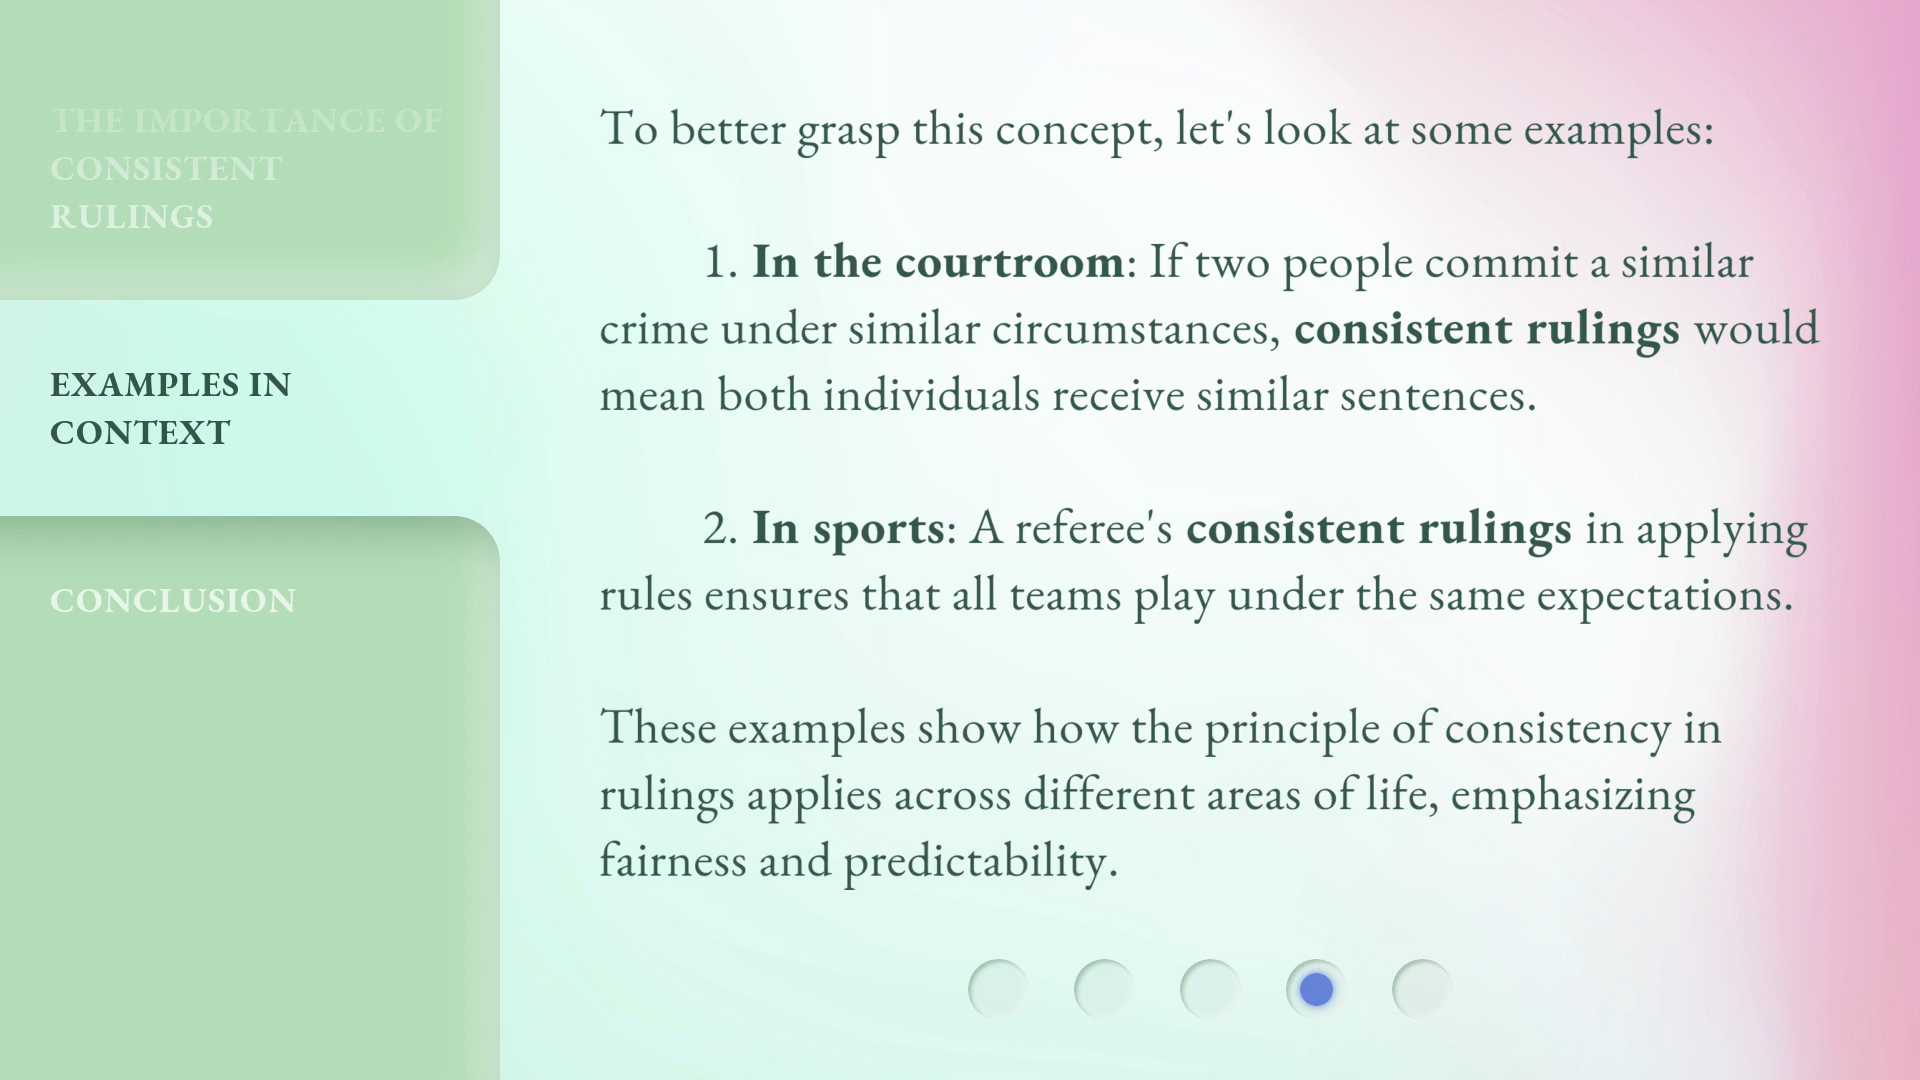 THE IMPORTANCE OF
CONSISTENT
RULINGS
EXAMPLES IN
CONTEXT
CONCLUSION
To better grasp this concept, let's look at some examples:
1. In the courtroom: If two people commit a similar
crime under similar circumstances, consistent rulings would
mean both individuals receive similar sentences.
2. In sports: A referee's consistent rulings in applying
rules ensures that all teams play under the same expectations.
These examples show how the principle of consistency in
rulings applies across different areas of life, emphasizing
fairness and predictability.